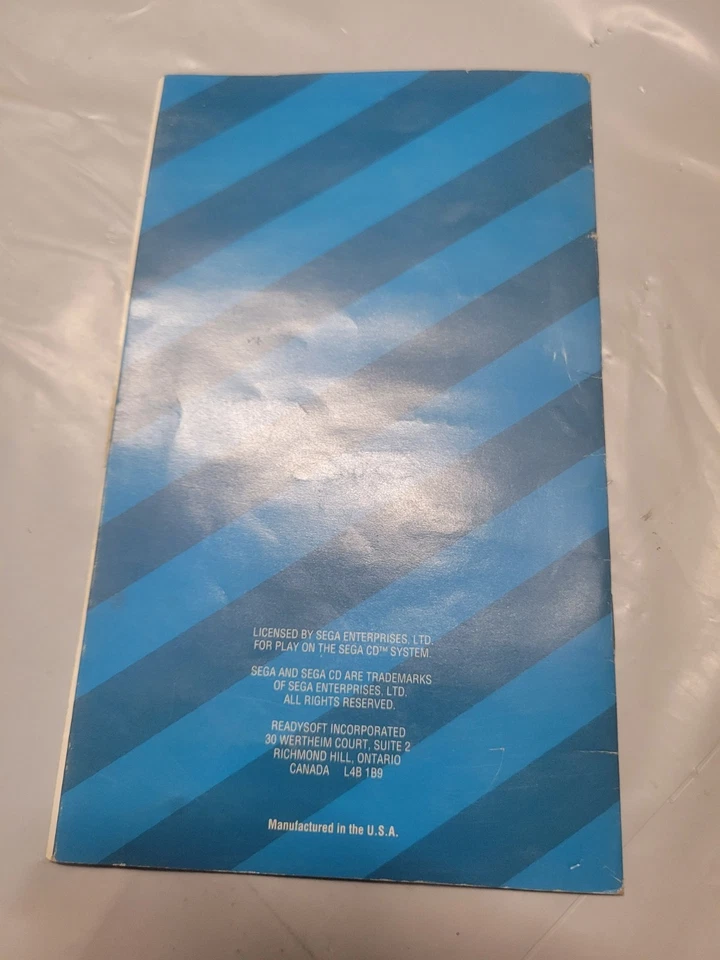 LICENSED BY SEGA ENTERPRISES, LTD.
FOR PLAY ON THE SEGA CD™ SYSTEM.
SEGA AND SEGA CD ARE TRADEMARKS
OF SEGA ENTERPRISES, LTD.
ALL RIGHTS RESERVED.
READYSOFT INCORPORATED
30 WERTHEIM COURT, SUITE 2
RICHMOND HILL, ONTARIO
CANADA L4B 1B9
Manufactured in the U.S.A.